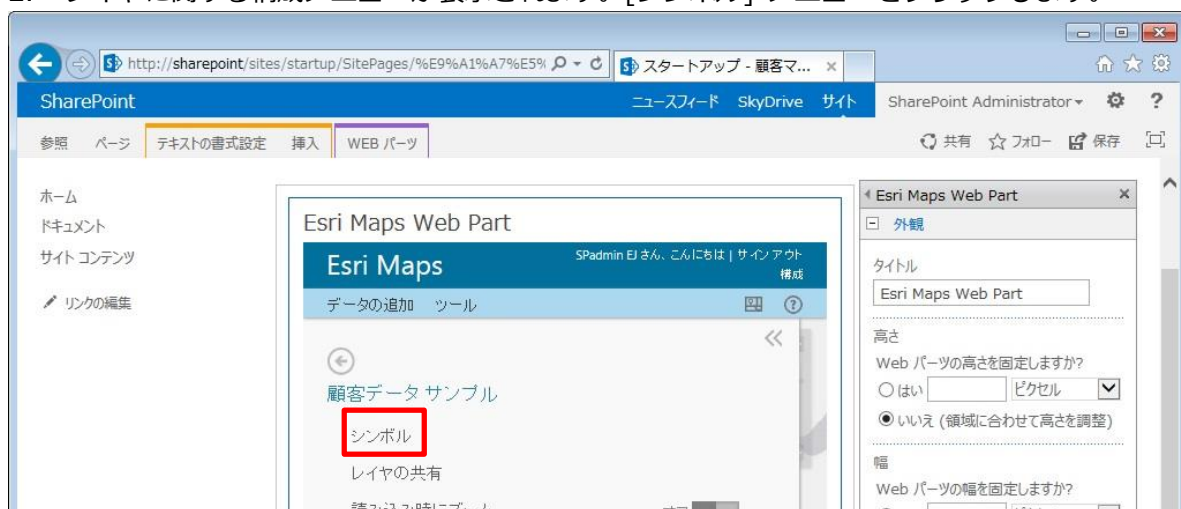 http://sharepoint/sites/startup/SitePages/%E9%A1%A7%E5%
スタートアップ - 顧客マ...
SharePoint
ニュースフィード SkyDrive サイト SharePoint Administrator ?
参照 ページ テキストの書式設定 挿入 WEB パーツ
共有 フォロー 保存
ホーム
ドキュメント
サイト コンテンツ
リンクの編集
Esri Maps Web Part
Esri Maps
SPadmin EJ さん、こんにちは | サインアウト
構成
データの追加 ツール
顧客データ サンプル
シンボル
レイヤの共有
Esri Maps Web Part
外観
タイトル
Esri Maps Web Part
高さ
Web パーツの高さを固定しますか?
はい ピクセル
いいえ (領域に合わせて高さを調整)
幅
Web パーツの幅を固定しますか?